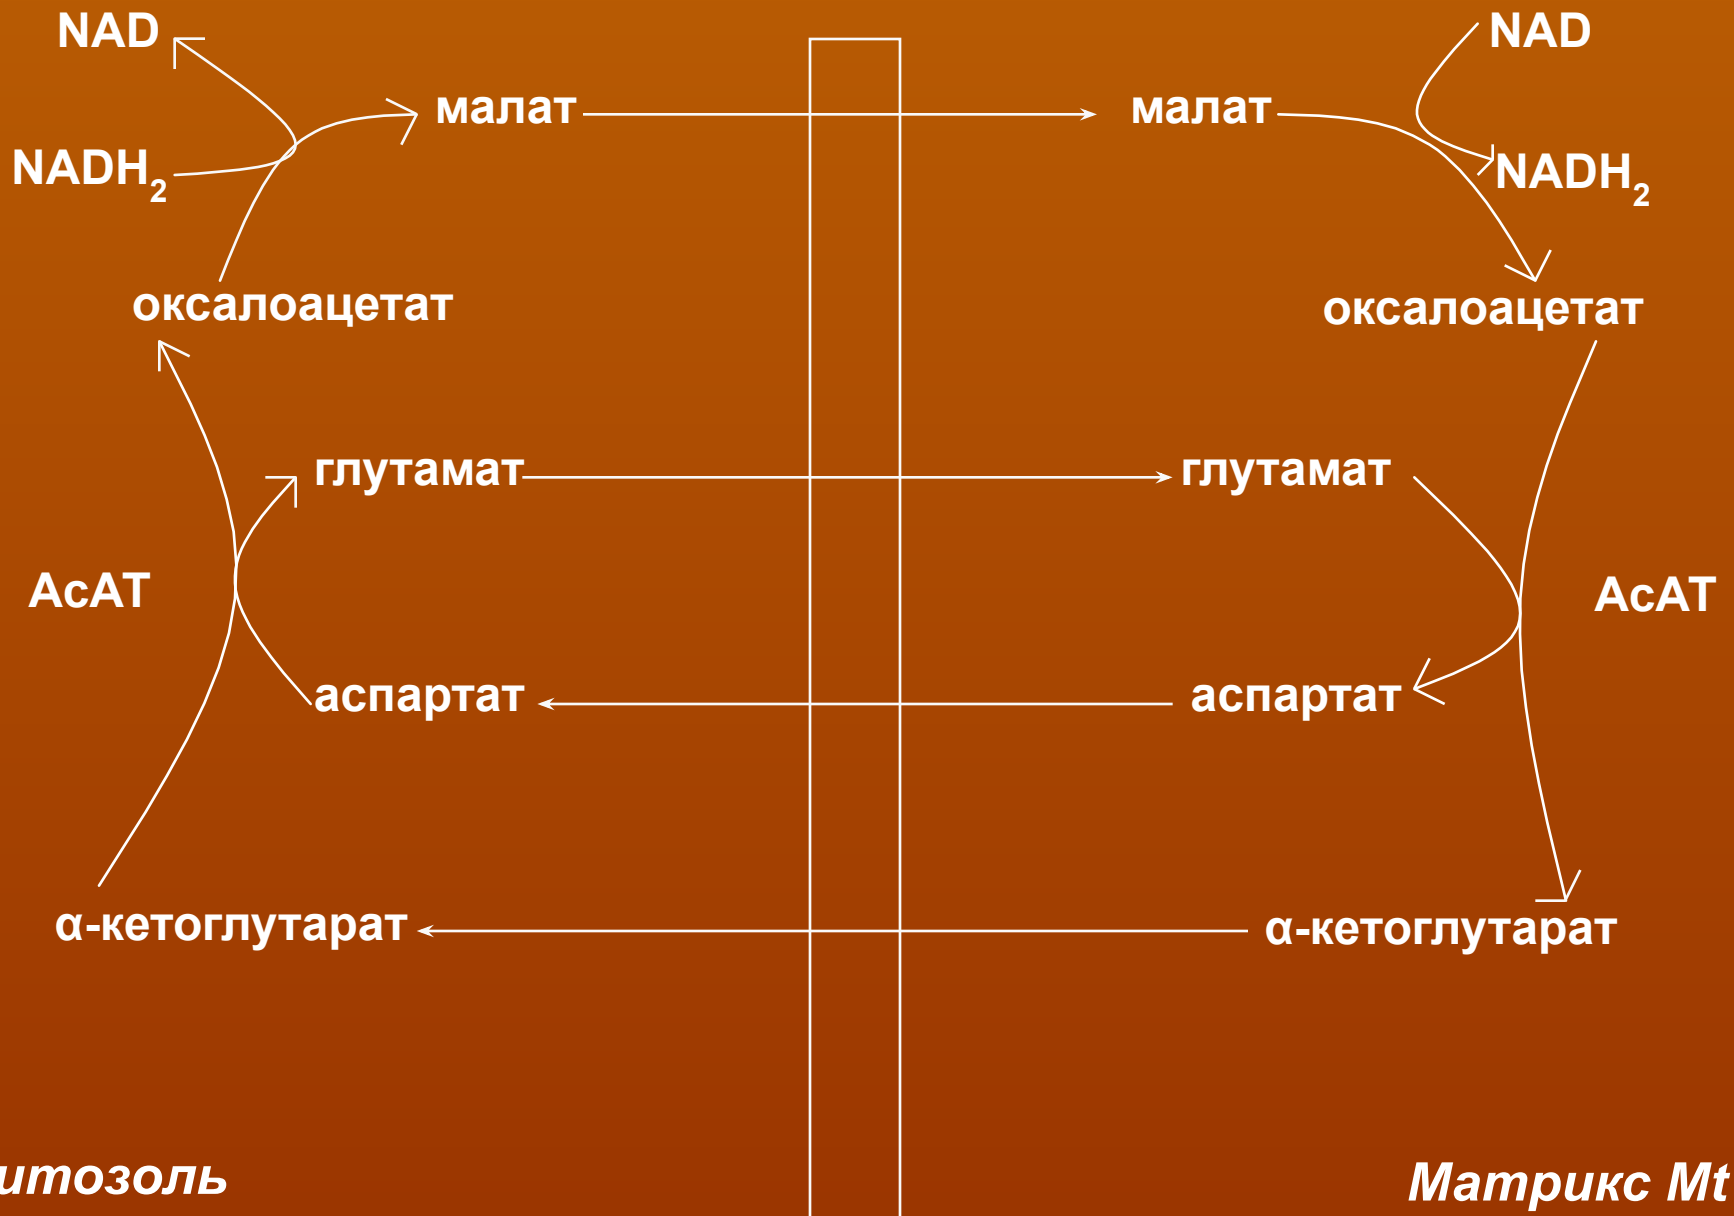 NAD
NAD
малат
малат
NADH₂
NADH₂
оксалоацетат
оксалоацетат
глутамат
глутамат
АсАТ
АсАТ
аспартат
аспартат
α-кетоглутарат
α-кетоглутарат
итозоль
Матрикс Mt